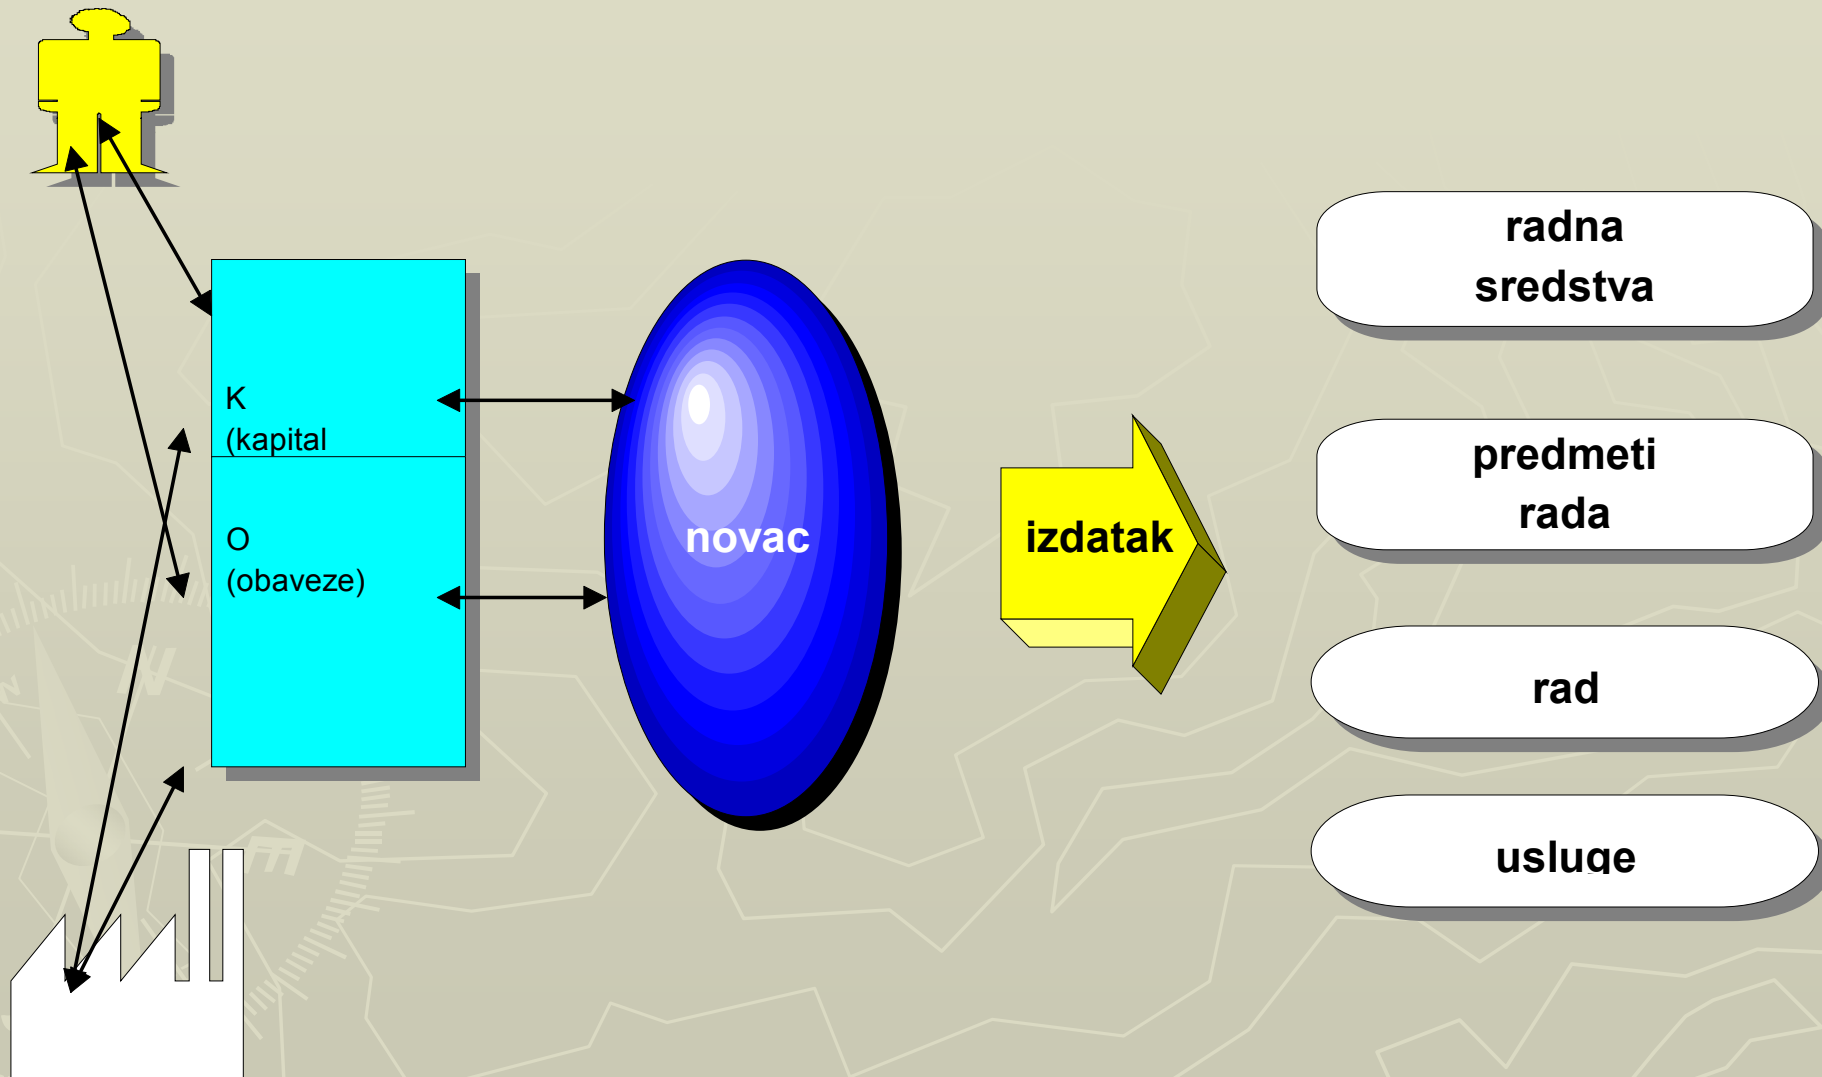 K
(kapital
O
(obaveze)
novac
izdatak
radna
sredstva
predmeti
rada
rad
usluge